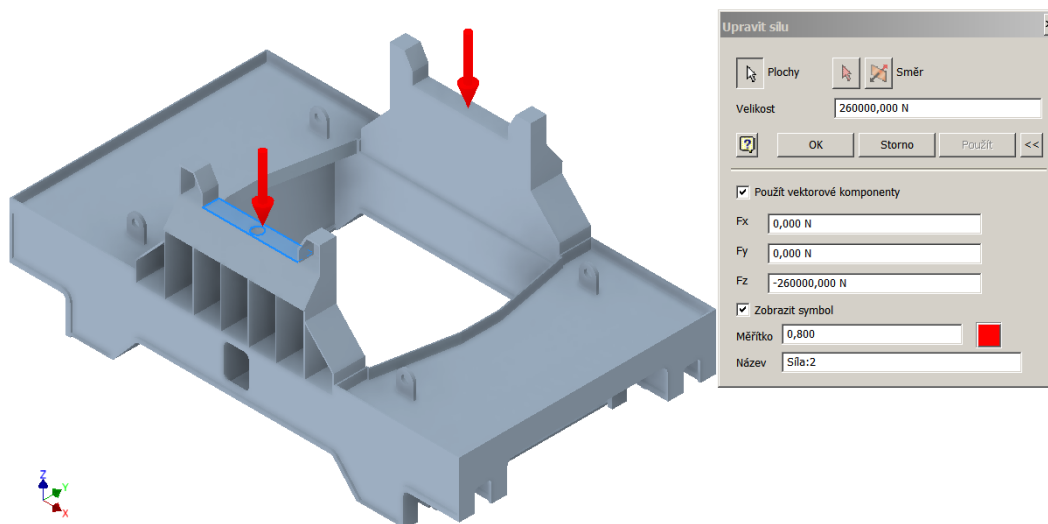 Upravit sílu
Plochy
Směr
Velikost
260000,000 N
OK
Storno
Použít
<<
Použít vektorové komponenty
Fx
0,000 N
Fy
0,000 N
Fz
-260000,000 N
Zobrazit symbol
Měřítko
0,800
Název
Síla:2
Z
Y
X